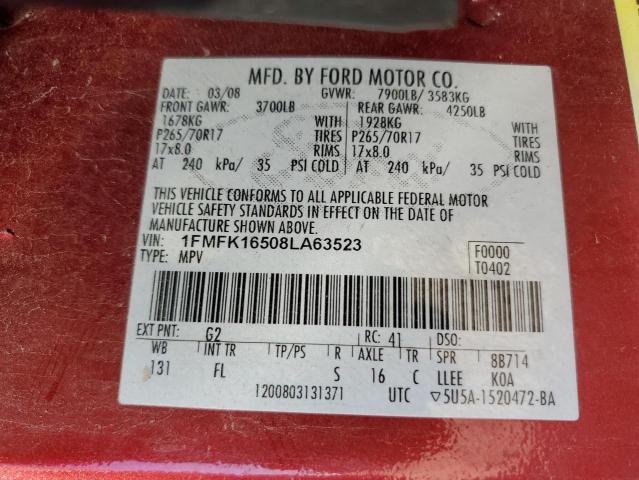 MFD. BY FORD MOTOR CO.
DATE: 03/08 GVWR: 7900LB/ 3583KG
FRONT GAWR: 3700LB REAR GAWR: 4250LB
1678KG WITH 1928KG WITH
P265/70R17 TIRES P265/70R17 TIRES
17x8.0 RIMS 17x8.0 RIMS
AT 240 kPa/ 35 PSI COLD AT 240 kPa/ 35 PSI COLD
THIS VEHICLE CONFORMS TO ALL APPLICABLE FEDERAL MOTOR
VEHICLE SAFETY STANDARDS IN EFFECT ON THE DATE OF
MANUFACTURE SHOWN ABOVE.
VIN: 1FMFK16508LA63523 F0000
TYPE: MPV T0402
EXT PNT: G2 RC: 41 DSO:
WB INT TR TP/PS R AXLE TR SPR 8B714
131 FL S 16 C LLEE KOA
1200803131371 UTC ▽5U5A-1520472-BA